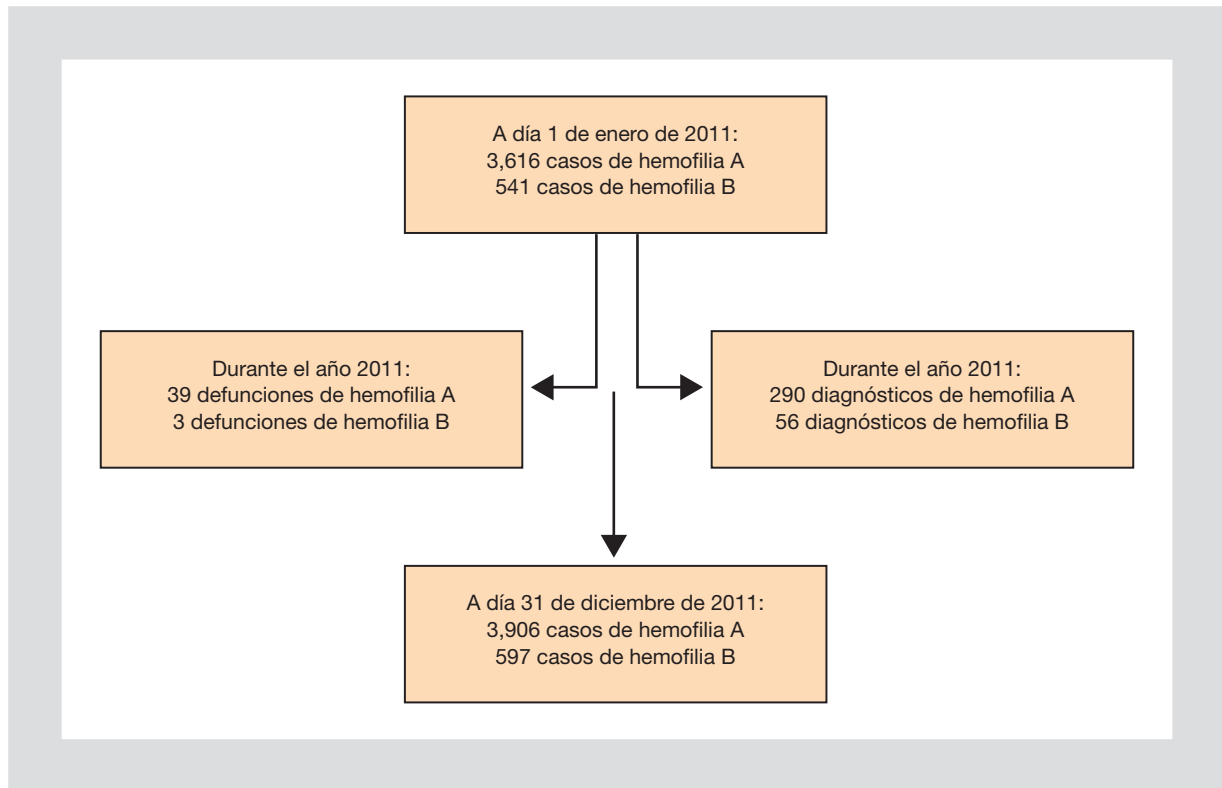 A día 1 de enero de 2011:
3,616 casos de hemofilia A
541 casos de hemofilia B
Durante el año 2011:
39 defunciones de hemofilia A
3 defunciones de hemofilia B
Durante el año 2011:
290 diagnósticos de hemofilia A
56 diagnósticos de hemofilia B
A día 31 de diciembre de 2011:
3,906 casos de hemofilia A
597 casos de hemofilia B